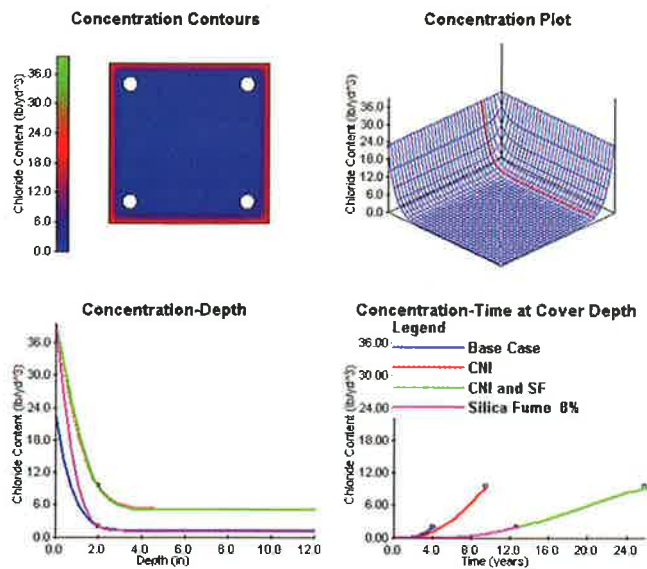 Concentration Contours
Chloride Content (lb/yd^3)
36.0
30.0
24.0
18.0
12.0
6.0
0.0
Concentration Plot
Chloride Content (lb/yd^3)
36.0
30.0
24.0
18.0
12.0
6.0
0.0
Concentration-Depth
Chloride Content (lb/yd^3)
36.0
30.0
24.0
18.0
12.0
6.0
0.0
0.0 2.0 4.0 6.0 8.0 10.0 12.0
Depth (in)
Concentration-Time at Cover Depth
Legend
Base Case
CNI
CNI and SF
Silica Fume 8%
Chloride Content (lb/yd^3)
36.00
30.00
24.00
18.00
12.00
6.00
0.00
0.0 4.0 8.0 12.0 16.0 20.0 24.0
Time (years)